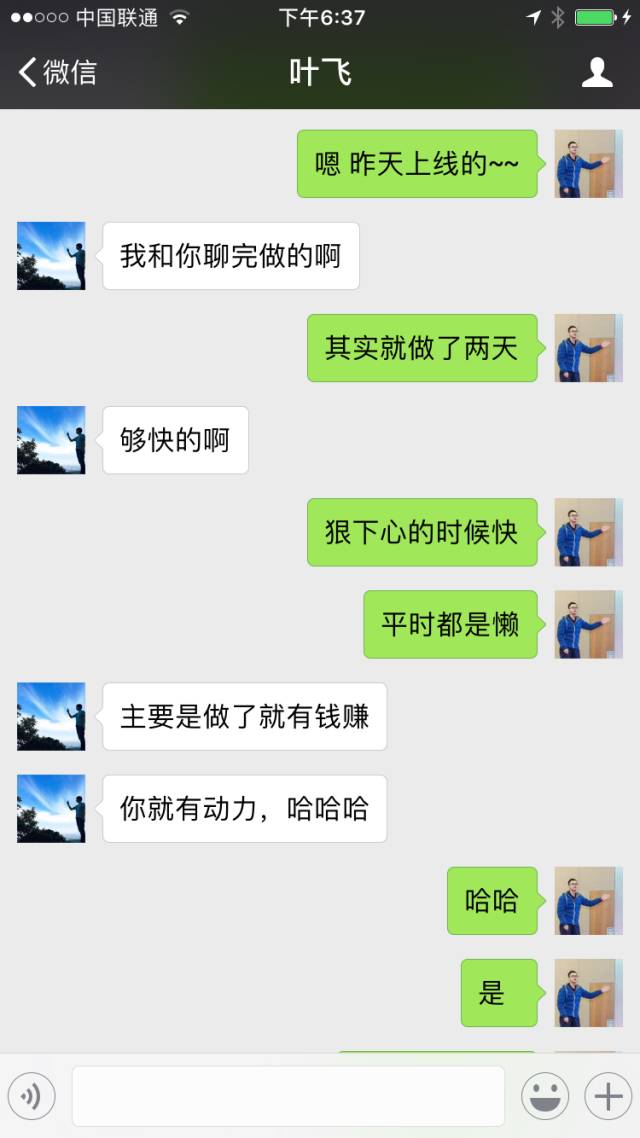 中国联通
下午6:37
微信
叶飞
嗯 昨天上线的~~
我和你聊完做的啊
其实就做了两天
够快的啊
狠下心的时候快
平时都是懒
主要是做了就有钱赚
你就有动力，哈哈哈
哈哈
是